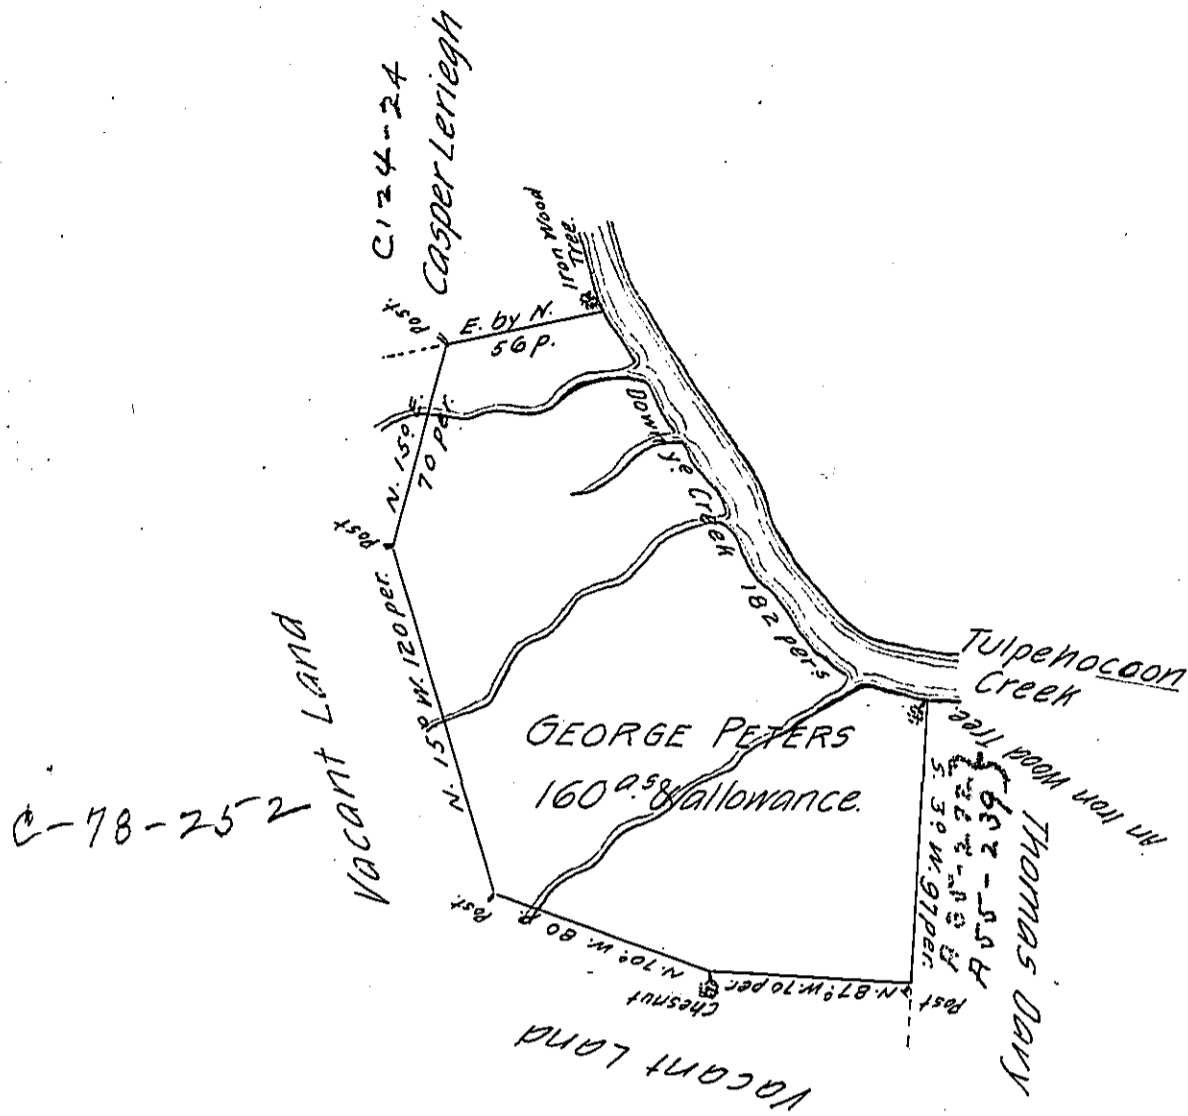 C124-24
Casper Leriegh
Iron Wood
Tree.
Post.
E. by N.
56 p.
N. 15° E.
70 per.
Down ye Creek 182 pers
Post
N. 15° W. 120 per.
Vacant Land
C-78-252
Tulpehocoon
Creek
GEORGE PETERS
160 a.s & allowance.
An Iron Wood Tree.
S. 3° W. 97 per.
A 55-239
Thomas Davy
Post.
N. 70° W. 80 p.
Chesnut
N. 87° W. 70 per
Post
Vacant Land